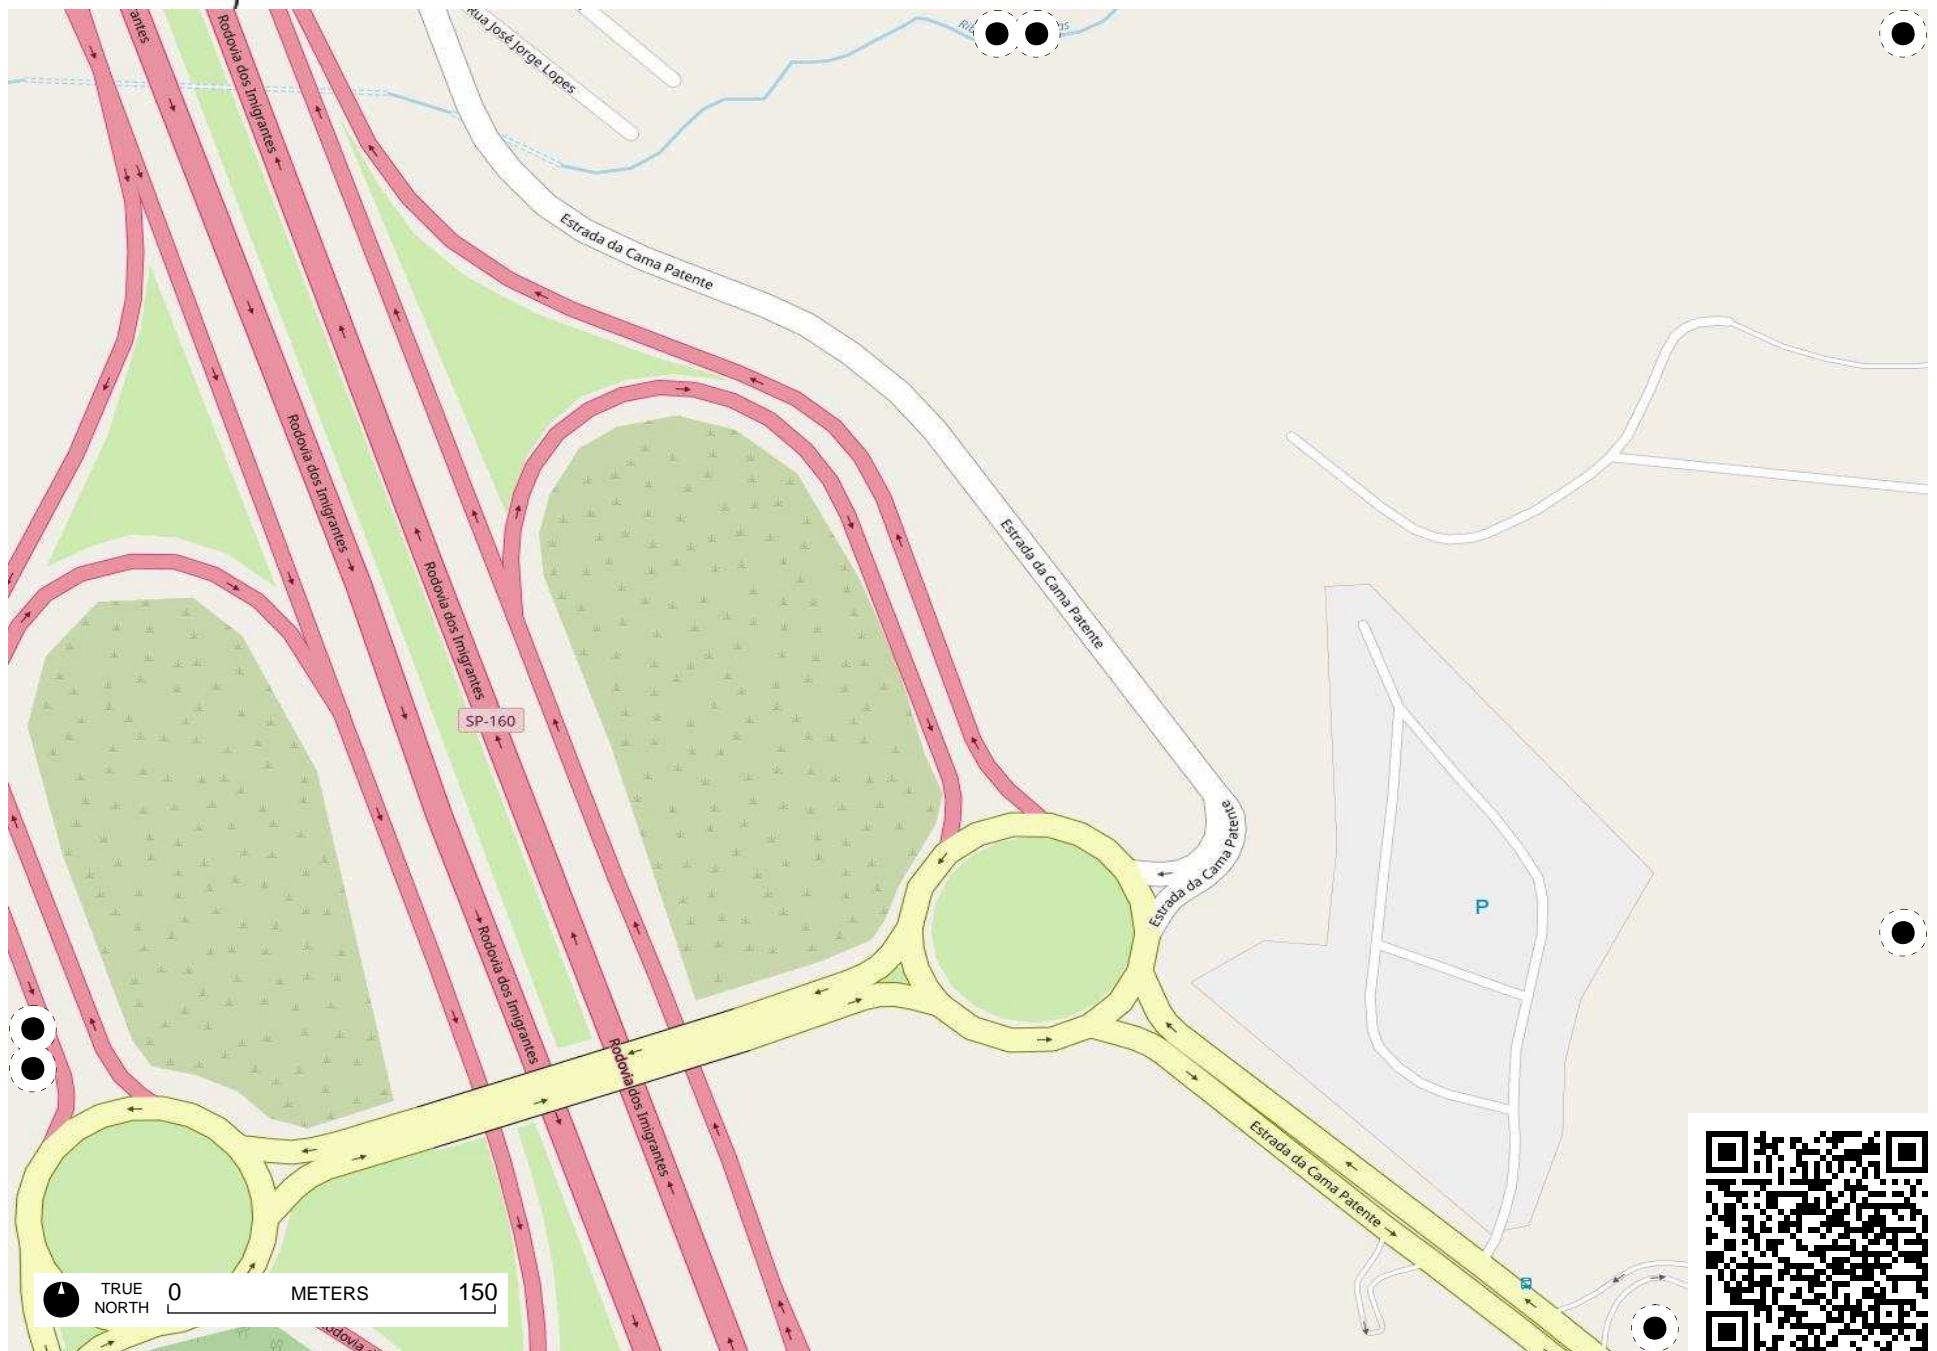 Rua José Jorge Lopes
Rodovia dos Imigrantes
Estrada da Cama Patente
Rodovia dos Imigrantes
Estrada da Cama Patente
Rodovia dos Imigrantes
SP-160
Estrada da Cama Patente
P
Rodovia dos Imigrantes
Rodovia dos Imigrantes
Estrada da Cama Patente
TRUE
NORTH
0 METERS 150